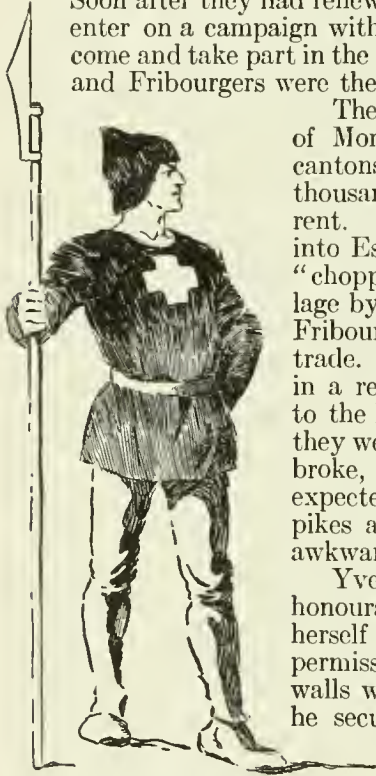 Soon after they had renew
enter on a campaign with
come and take part in the
and Fribourgers were the
The
of Mor
cantons
thousan
rent.
into Es
"chopp
lage by
Fribou
trade.
in a re
to the
they we
broke,
expecte
pikes a
awkwar
Yve
honoura
herself
permiss
walls w
he secu